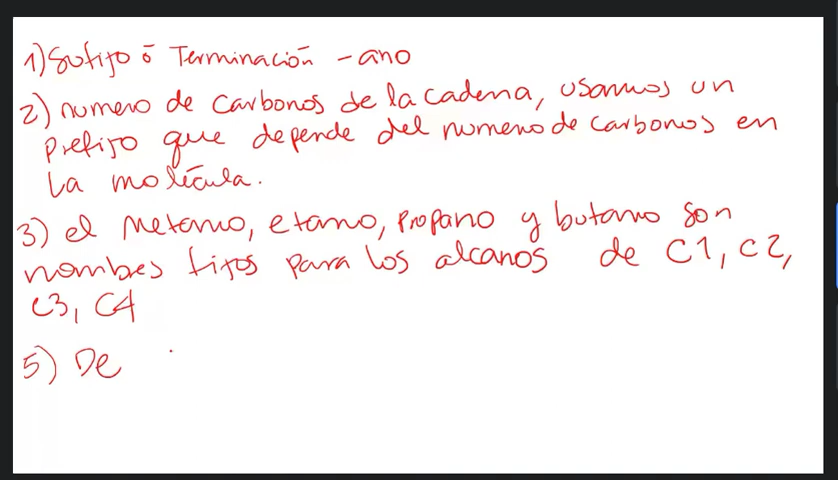 1) Sufijo ó Terminación -ano
2) numero de carbonos de la cadena, usamos un
prefijo que depende del numero de carbonos en
la molécula.
3) el Metano, etano, propano y butano son
nombres fijos para los alcanos de C1, C2,
C3, C4
5) De